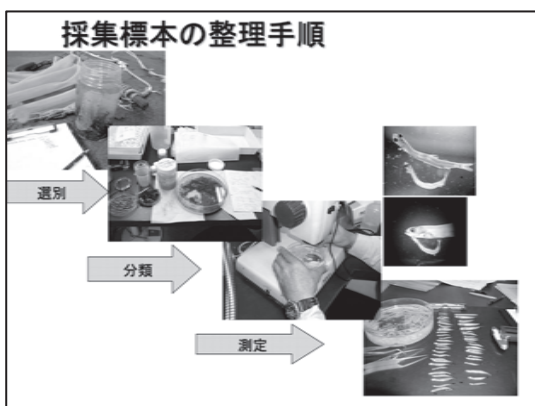 採集標本の整理手順
選別
分類
測定